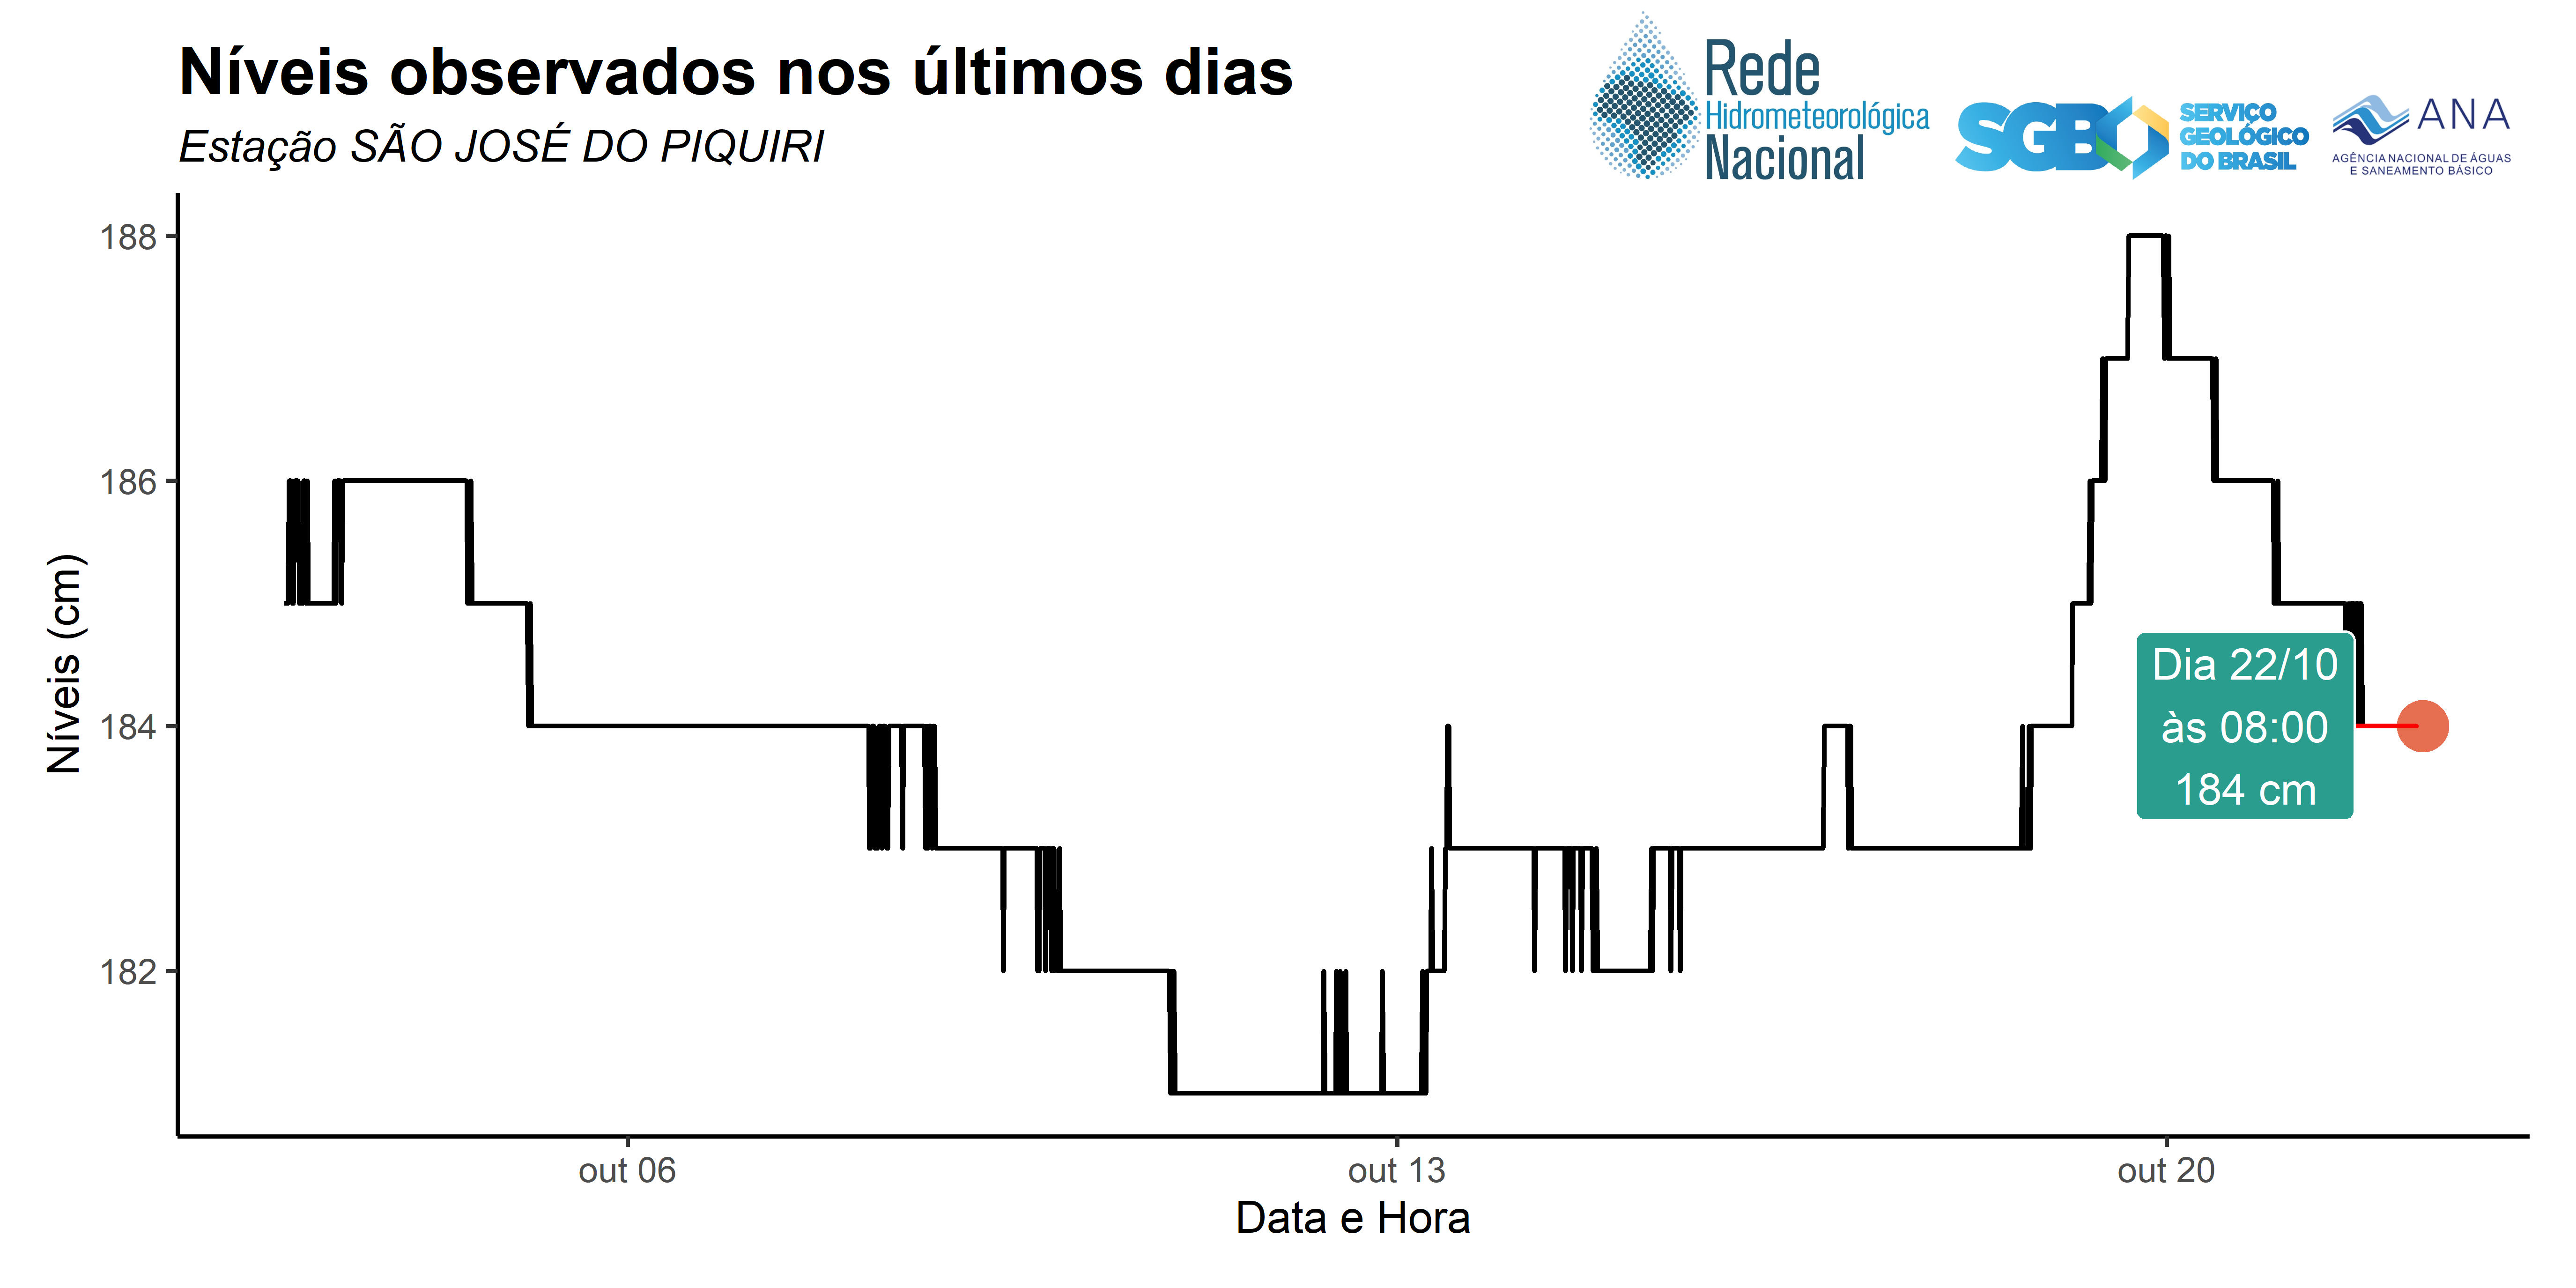 Níveis observados nos últimos dias
Estação SÃO JOSÉ DO PIQUIRI
Rede
Hidrometeorológica
Nacional
SGB
SERVIÇO
GEOLÓGICO
DO BRASIL
ANA
AGÊNCIA NACIONAL DE ÁGUAS
E SANEAMENTO BÁSICO
Níveis (cm)
188
186
184
182
Dia 22/10
às 08:00
184 cm
out 06
out 13
out 20
Data e Hora